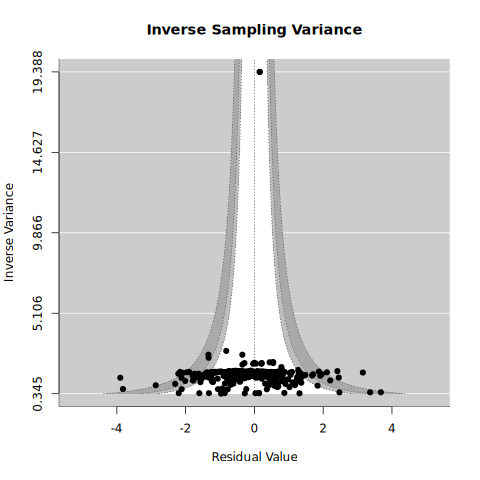 Inverse Sampling Variance
19.388
14.627
9.866
5.106
0.345
Inverse Variance
-4 -2 0 2 4
Residual Value